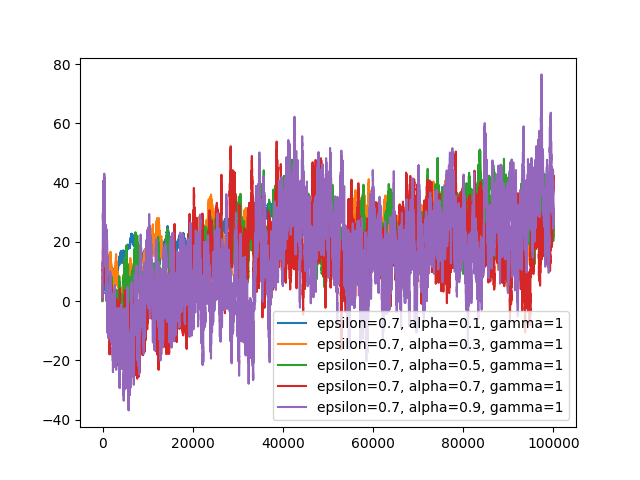 80
60
40
20
0
−20
−40
epsilon=0.7, alpha=0.1, gamma=1
epsilon=0.7, alpha=0.3, gamma=1
epsilon=0.7, alpha=0.5, gamma=1
epsilon=0.7, alpha=0.7, gamma=1
epsilon=0.7, alpha=0.9, gamma=1
0 20000 40000 60000 80000 100000